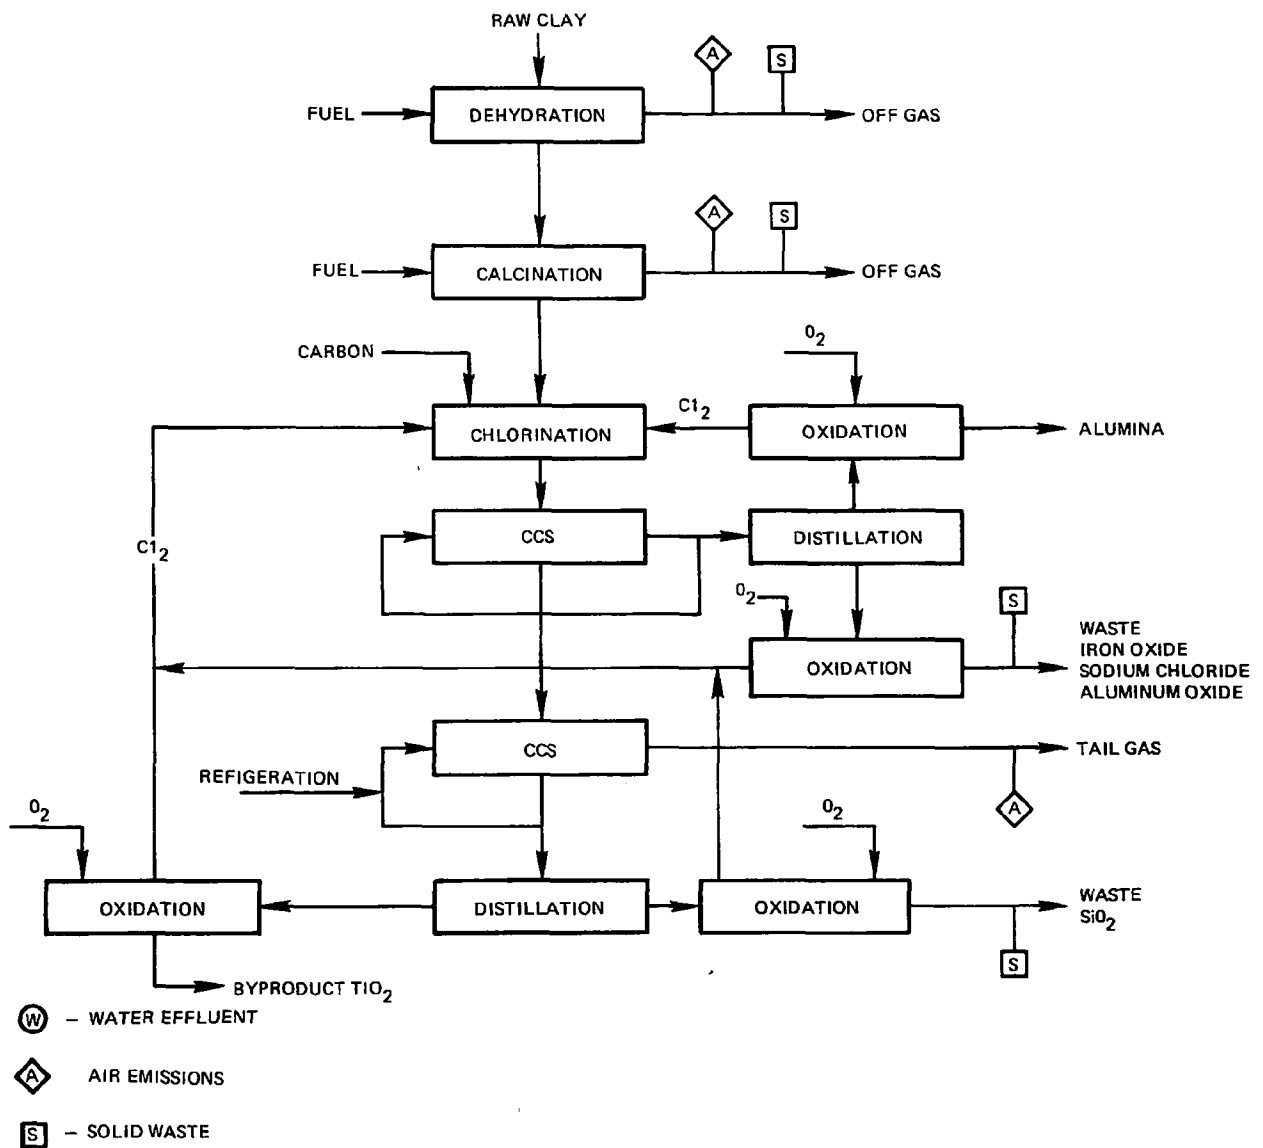 RAW CLAY
A
S
FUEL
DEHYDRATION
OFF GAS
A
S
FUEL
CALCINATION
OFF GAS
O2
CARBON
C12
CHLORINATION
OXIDATION
ALUMINA
CCS
DISTILLATION
C12
O2
S
WASTE
IRON OXIDE
SODIUM CHLORIDE
ALUMINUM OXIDE
OXIDATION
CCS
TAIL GAS
REFIGERATION
A
O2
O2
OXIDATION
DISTILLATION
OXIDATION
WASTE
SiO2
S
BYPRODUCT TIO2
W – WATER EFFLUENT
A AIR EMISSIONS
S – SOLID WASTE